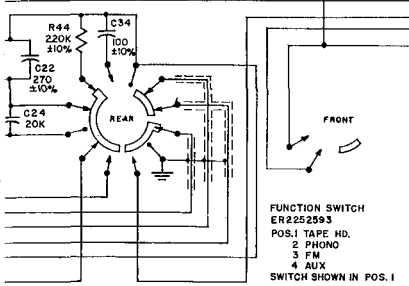 R44
220K
±10%
C34
100
±10%
C22
270
±10%
C24
20K
REAR
FRONT
FUNCTION SWITCH
ER2252593
POS.1 TAPE HD.
2 PHONO
3 FM
4 AUX
SWITCH SHOWN IN POS. 1